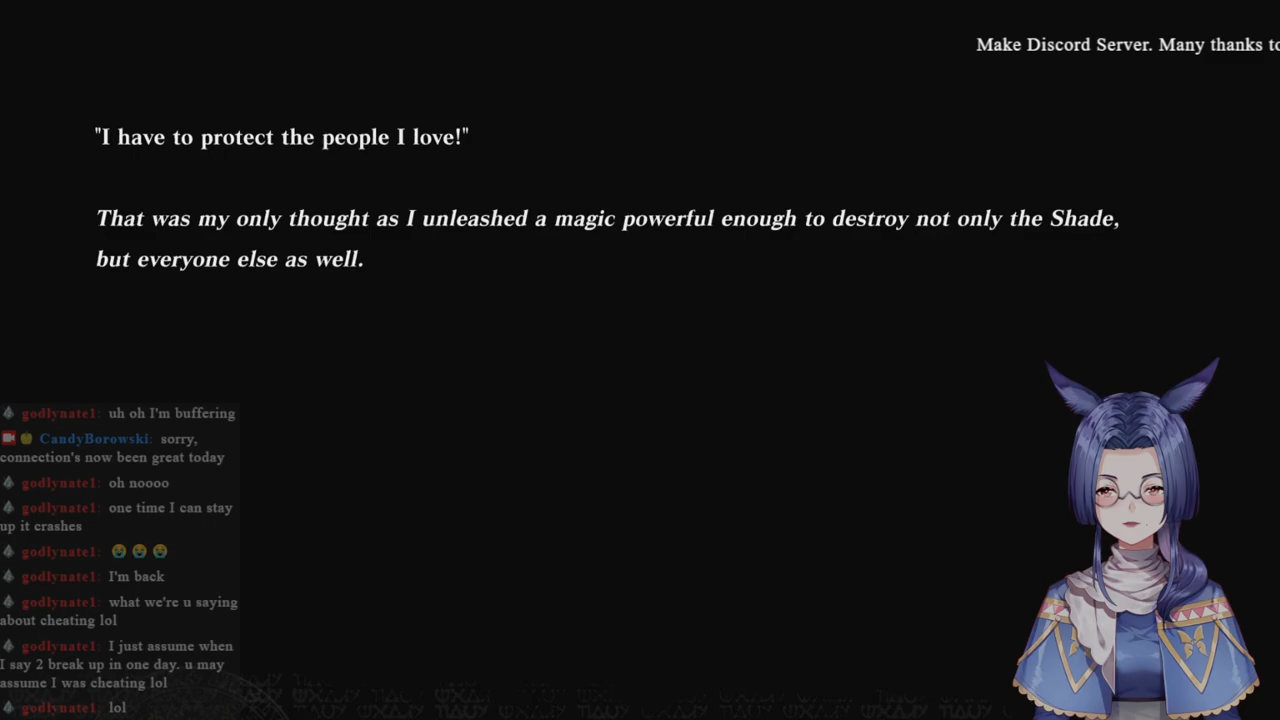 Make Discord Server. Many thanks to
"I have to protect the people I love!"
That was my only thought as I unleashed a magic powerful enough to destroy not only the Shade,
but everyone else as well.
godlynate1: uh oh I'm buffering
CandyBorowski: sorry,
connection's now been great today
godlynate1: oh noooo
godlynate1: one time I can stay
up it crashes
godlynate1: 😭 😭 😭
godlynate1: I'm back
godlynate1: what we're u saying
about cheating lol
godlynate1: I just assume when
I say 2 break up in one day. u may
assume I was cheating lol
godlynate1: lol